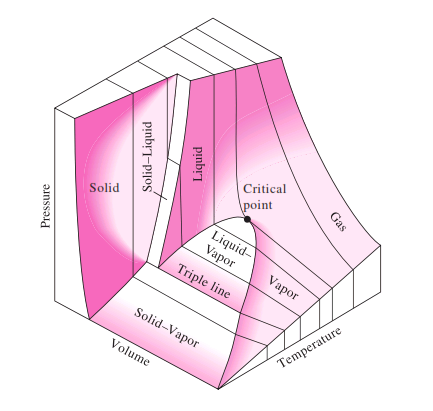 Pressure
Solid
Solid–Liquid
Liquid
Critical
point
Gas
Liquid–
Vapor
Triple line
Vapor
Solid–Vapor
Volume
Temperature